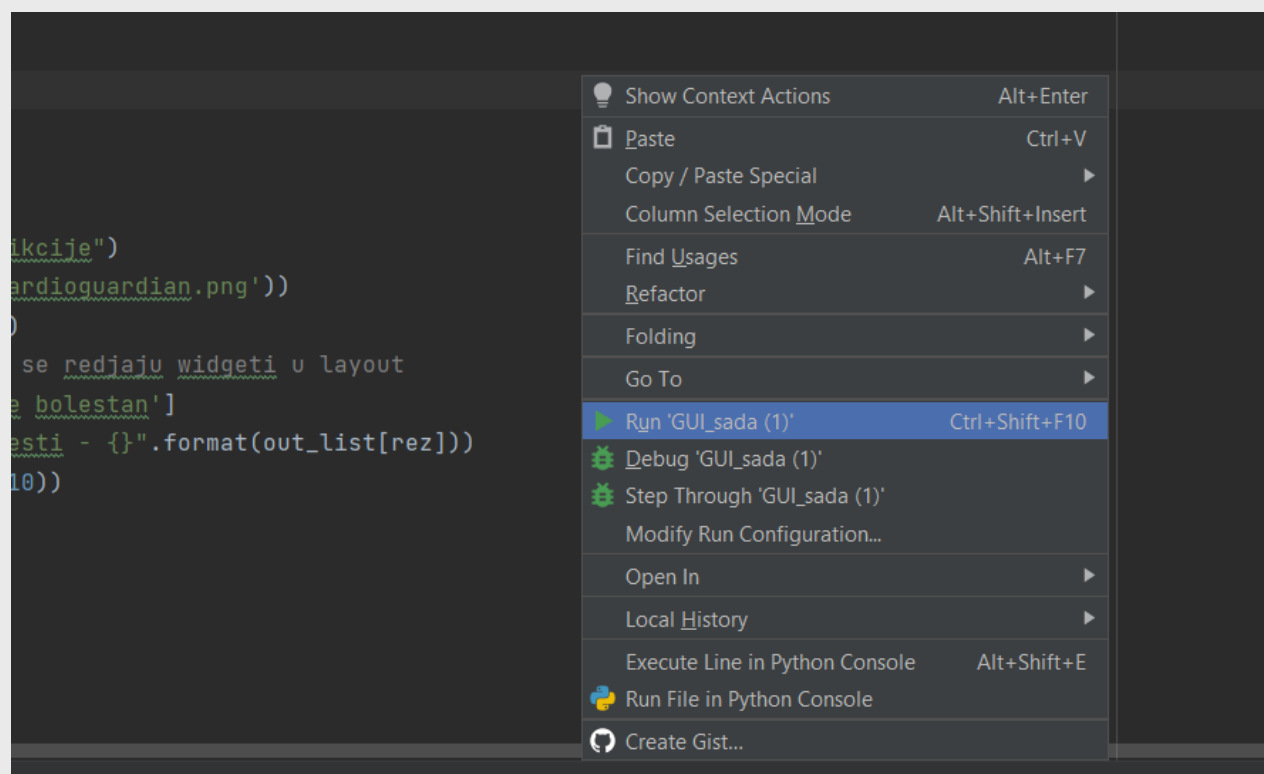 ikcije")
ardioguardian.png'))
)
se redjaju widgeti u layout
e bolestan']
esti - {}".format(out_list[rez]))
10))
Show Context Actions Alt+Enter
Paste Ctrl+V
Copy / Paste Special
Column Selection Mode Alt+Shift+Insert
Find Usages Alt+F7
Refactor
Folding
Go To
Run 'GUI_sada (1)' Ctrl+Shift+F10
Debug 'GUI_sada (1)'
Step Through 'GUI_sada (1)'
Modify Run Configuration...
Open In
Local History
Execute Line in Python Console Alt+Shift+E
Run File in Python Console
Create Gist...